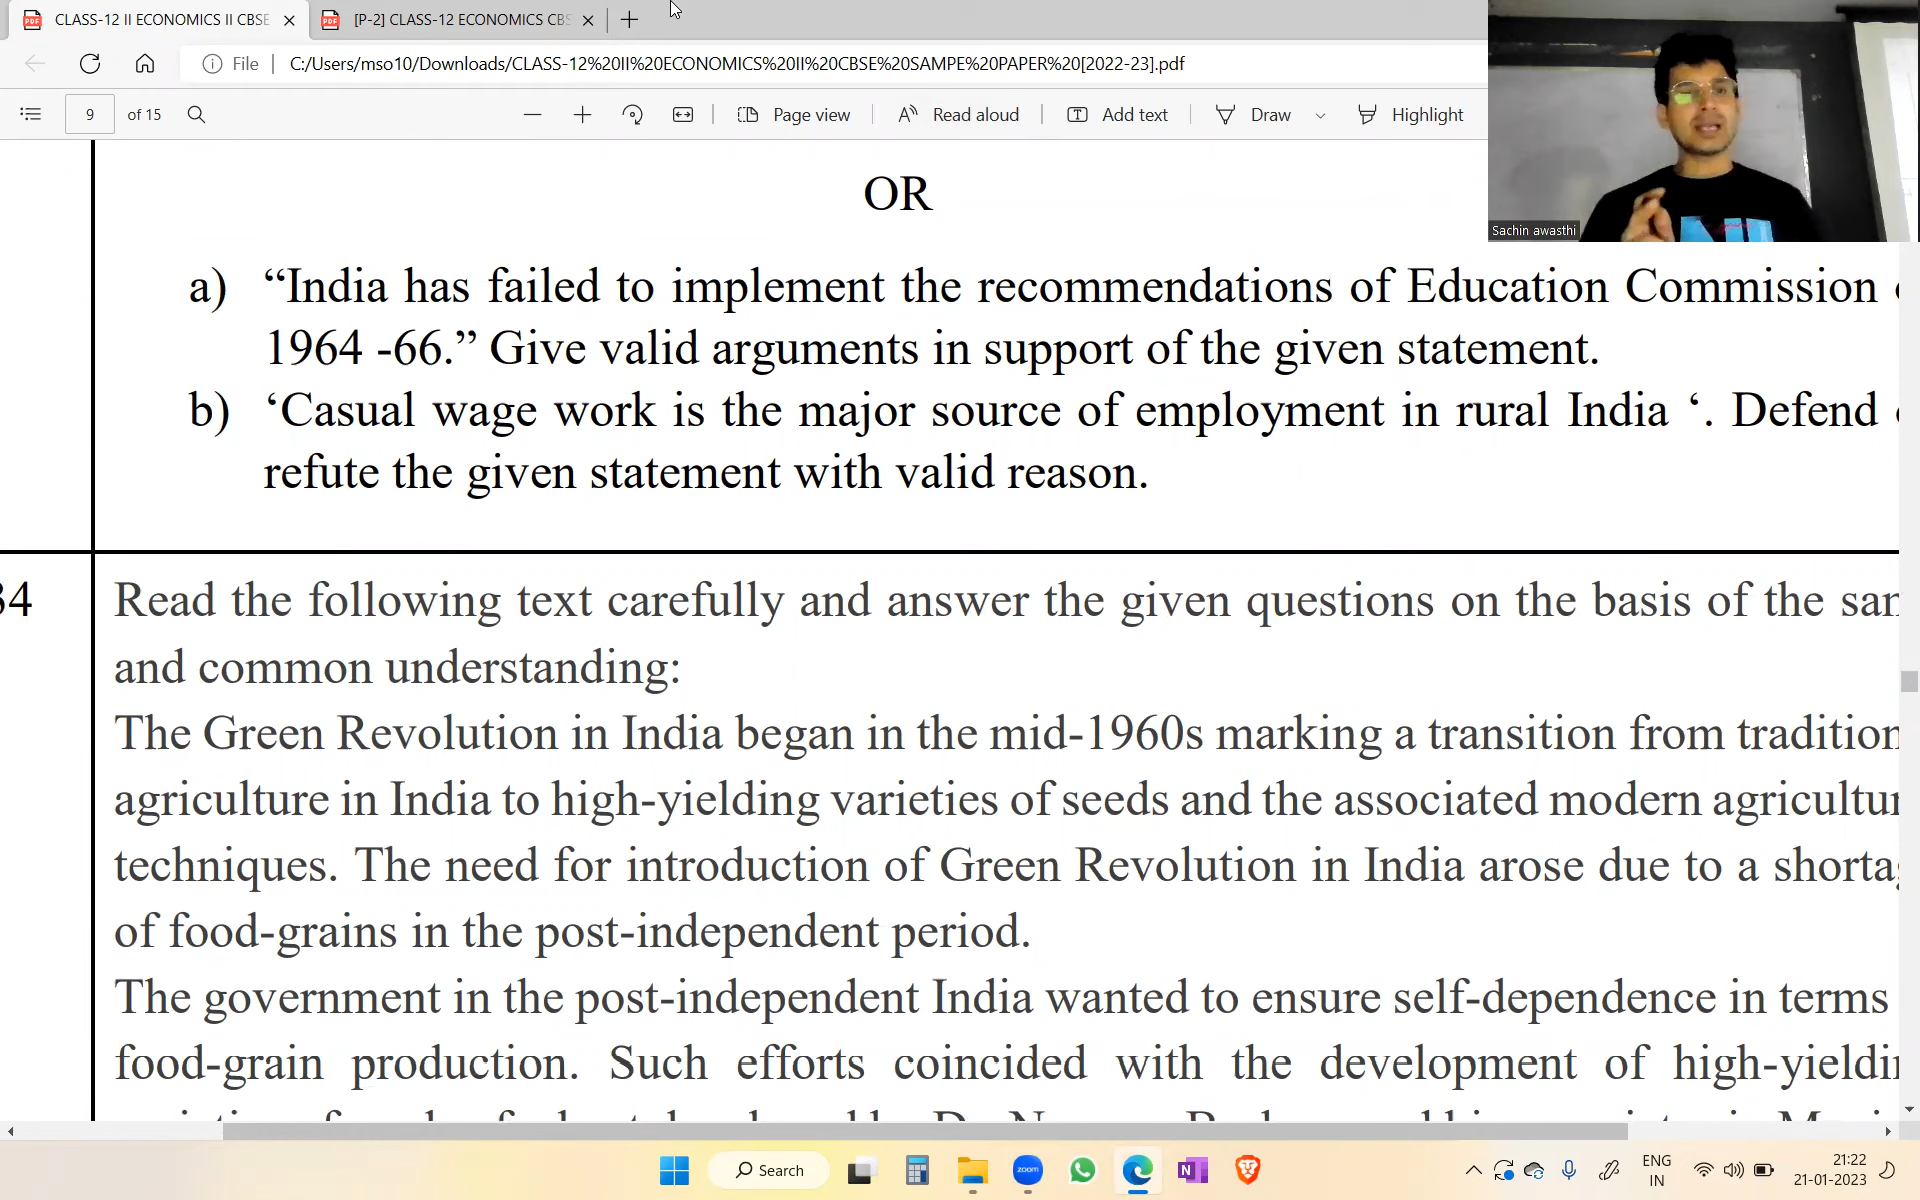 CLASS-12 II ECONOMICS II CBSE
[P-2] CLASS-12 ECONOMICS CBS
File
C:/Users/mso10/Downloads/CLASS-12%20II%20ECONOMICS%20II%20CBSE%20SAMPE%20PAPER%20[2022-23].pdf
9 of 15
Page view
Read aloud
Add text
Draw
Highlight
Sachin awasthi
OR
a) “India has failed to implement the recommendations of Education Commission
1964 -66.” Give valid arguments in support of the given statement.
b) ‘Casual wage work is the major source of employment in rural India ‘. Defend
refute the given statement with valid reason.
34
Read the following text carefully and answer the given questions on the basis of the
and common understanding:
The Green Revolution in India began in the mid-1960s marking a transition from tradition
agriculture in India to high-yielding varieties of seeds and the associated modern agricultur
techniques. The need for introduction of Green Revolution in India arose due to a shorta
of food-grains in the post-independent period.
The government in the post-independent India wanted to ensure self-dependence in terms
food-grain production. Such efforts coincided with the development of high-yieldi
Search
zoom
ENG
IN
21:22
21-01-2023